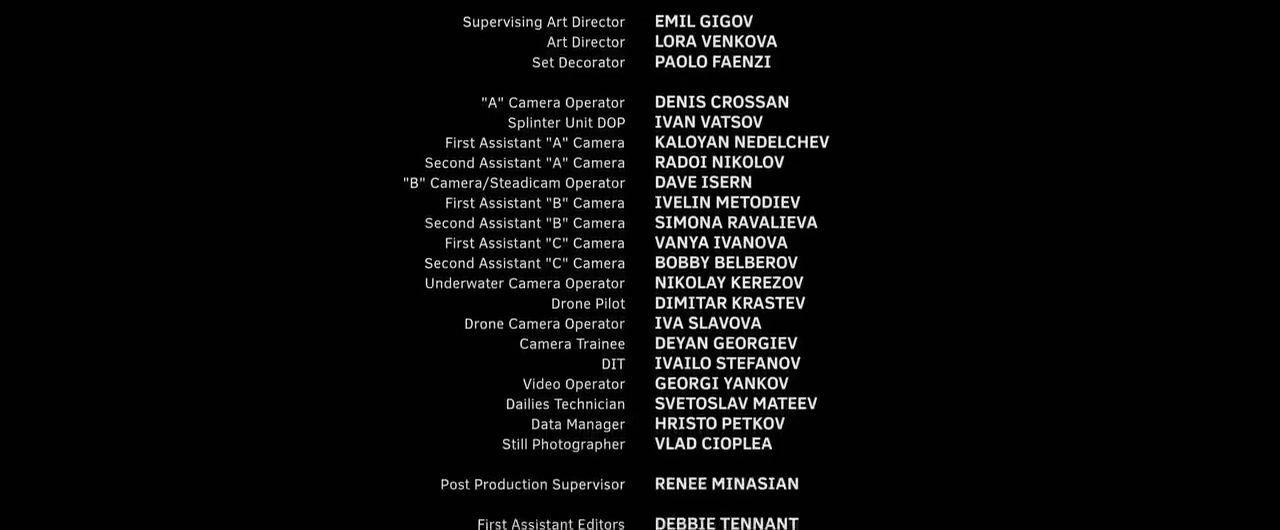 Supervising Art Director EMIL GIGOV
Art Director LORA VENKOVA
Set Decorator PAOLO FAENZI
"A" Camera Operator DENIS CROSSAN
Splinter Unit DOP IVAN VATSOV
First Assistant "A" Camera KALOYAN NEDELCHEV
Second Assistant "A" Camera RADOI NIKOLOV
"B" Camera/Steadicam Operator DAVE ISERN
First Assistant "B" Camera IVELIN METODIEV
Second Assistant "B" Camera SIMONA RAVALIEVA
First Assistant "C" Camera VANYA IVANOVA
Second Assistant "C" Camera BOBBY BELBEROV
Underwater Camera Operator NIKOLAY KEREZOV
Drone Pilot DIMITAR KRASTEV
Drone Camera Operator IVA SLAVOVA
Camera Trainee DEYAN GEORGIEV
DIT IVAILO STEFANOV
Video Operator GEORGI YANKOV
Dailies Technician SVETOSLAV MATEEV
Data Manager HRISTO PETKOV
Still Photographer VLAD CIOPLEA
Post Production Supervisor RENEE MINASIAN
First Assistant Editors DEBBIE TENNANT